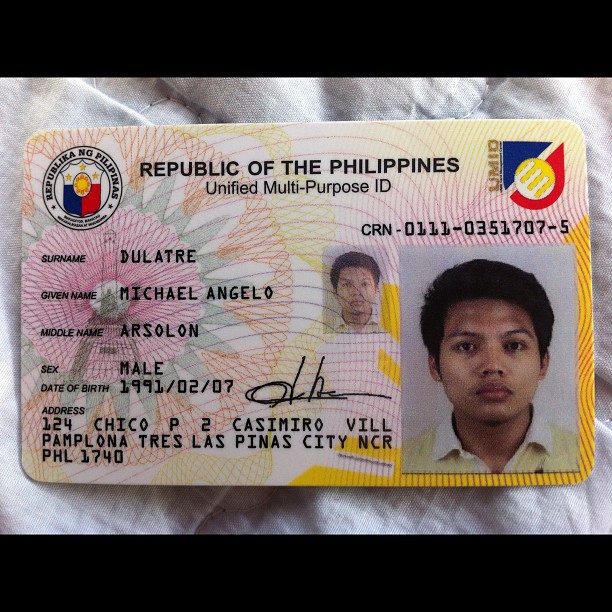 REPUBLIKA NG PILIPINAS
REPUBLIC OF THE PHILIPPINES
Unified Multi-Purpose ID
UMID
CRN - 0111-0351707-5
SURNAME DULATRE
GIVEN NAME MICHAEL ANGELO
MIDDLE NAME ARSOLON
SEX MALE
DATE OF BIRTH 1991/02/07
ADDRESS
124 CHICO P 2 CASIMIRO VILL
PAMPLONA TRES LAS PINAS CITY NCR
PHL 1740